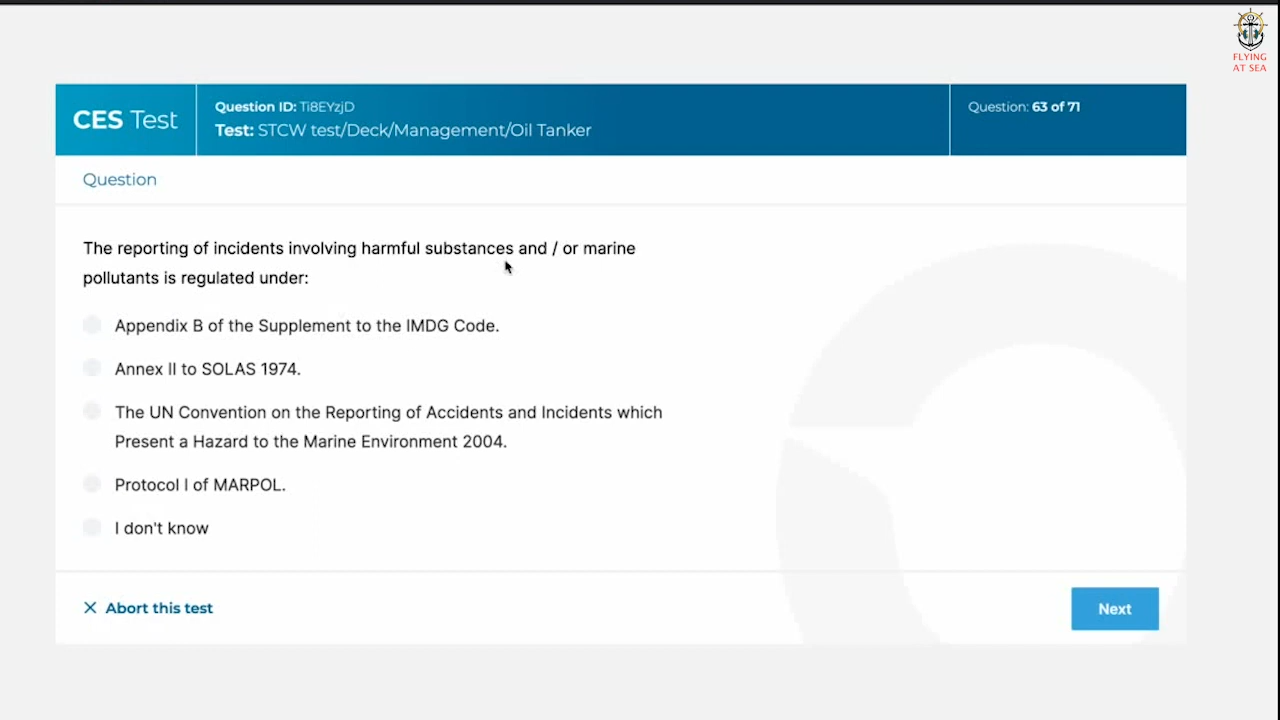 FLYING
AT SEA
CES Test
Question ID: Ti8EYzjD
Test: STCW test/Deck/Management/Oil Tanker
Question: 63 of 71
Question
The reporting of incidents involving harmful substances and / or marine
pollutants is regulated under:
Appendix B of the Supplement to the IMDG Code.
Annex II to SOLAS 1974.
The UN Convention on the Reporting of Accidents and Incidents which
Present a Hazard to the Marine Environment 2004.
Protocol I of MARPOL.
I don't know
Abort this test
Next